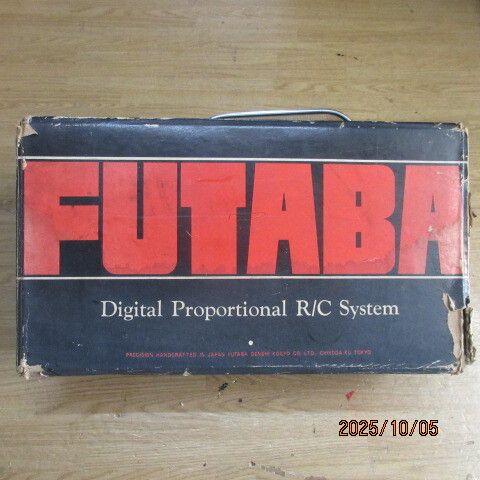 FUTABA
Digital Proportional R/C System
PRECISION HANDCRAFTED IN JAPAN FUTABA DENSHI KOGYO CO. LTD. CHIYODA-KU, TOKYO
2025/10/05